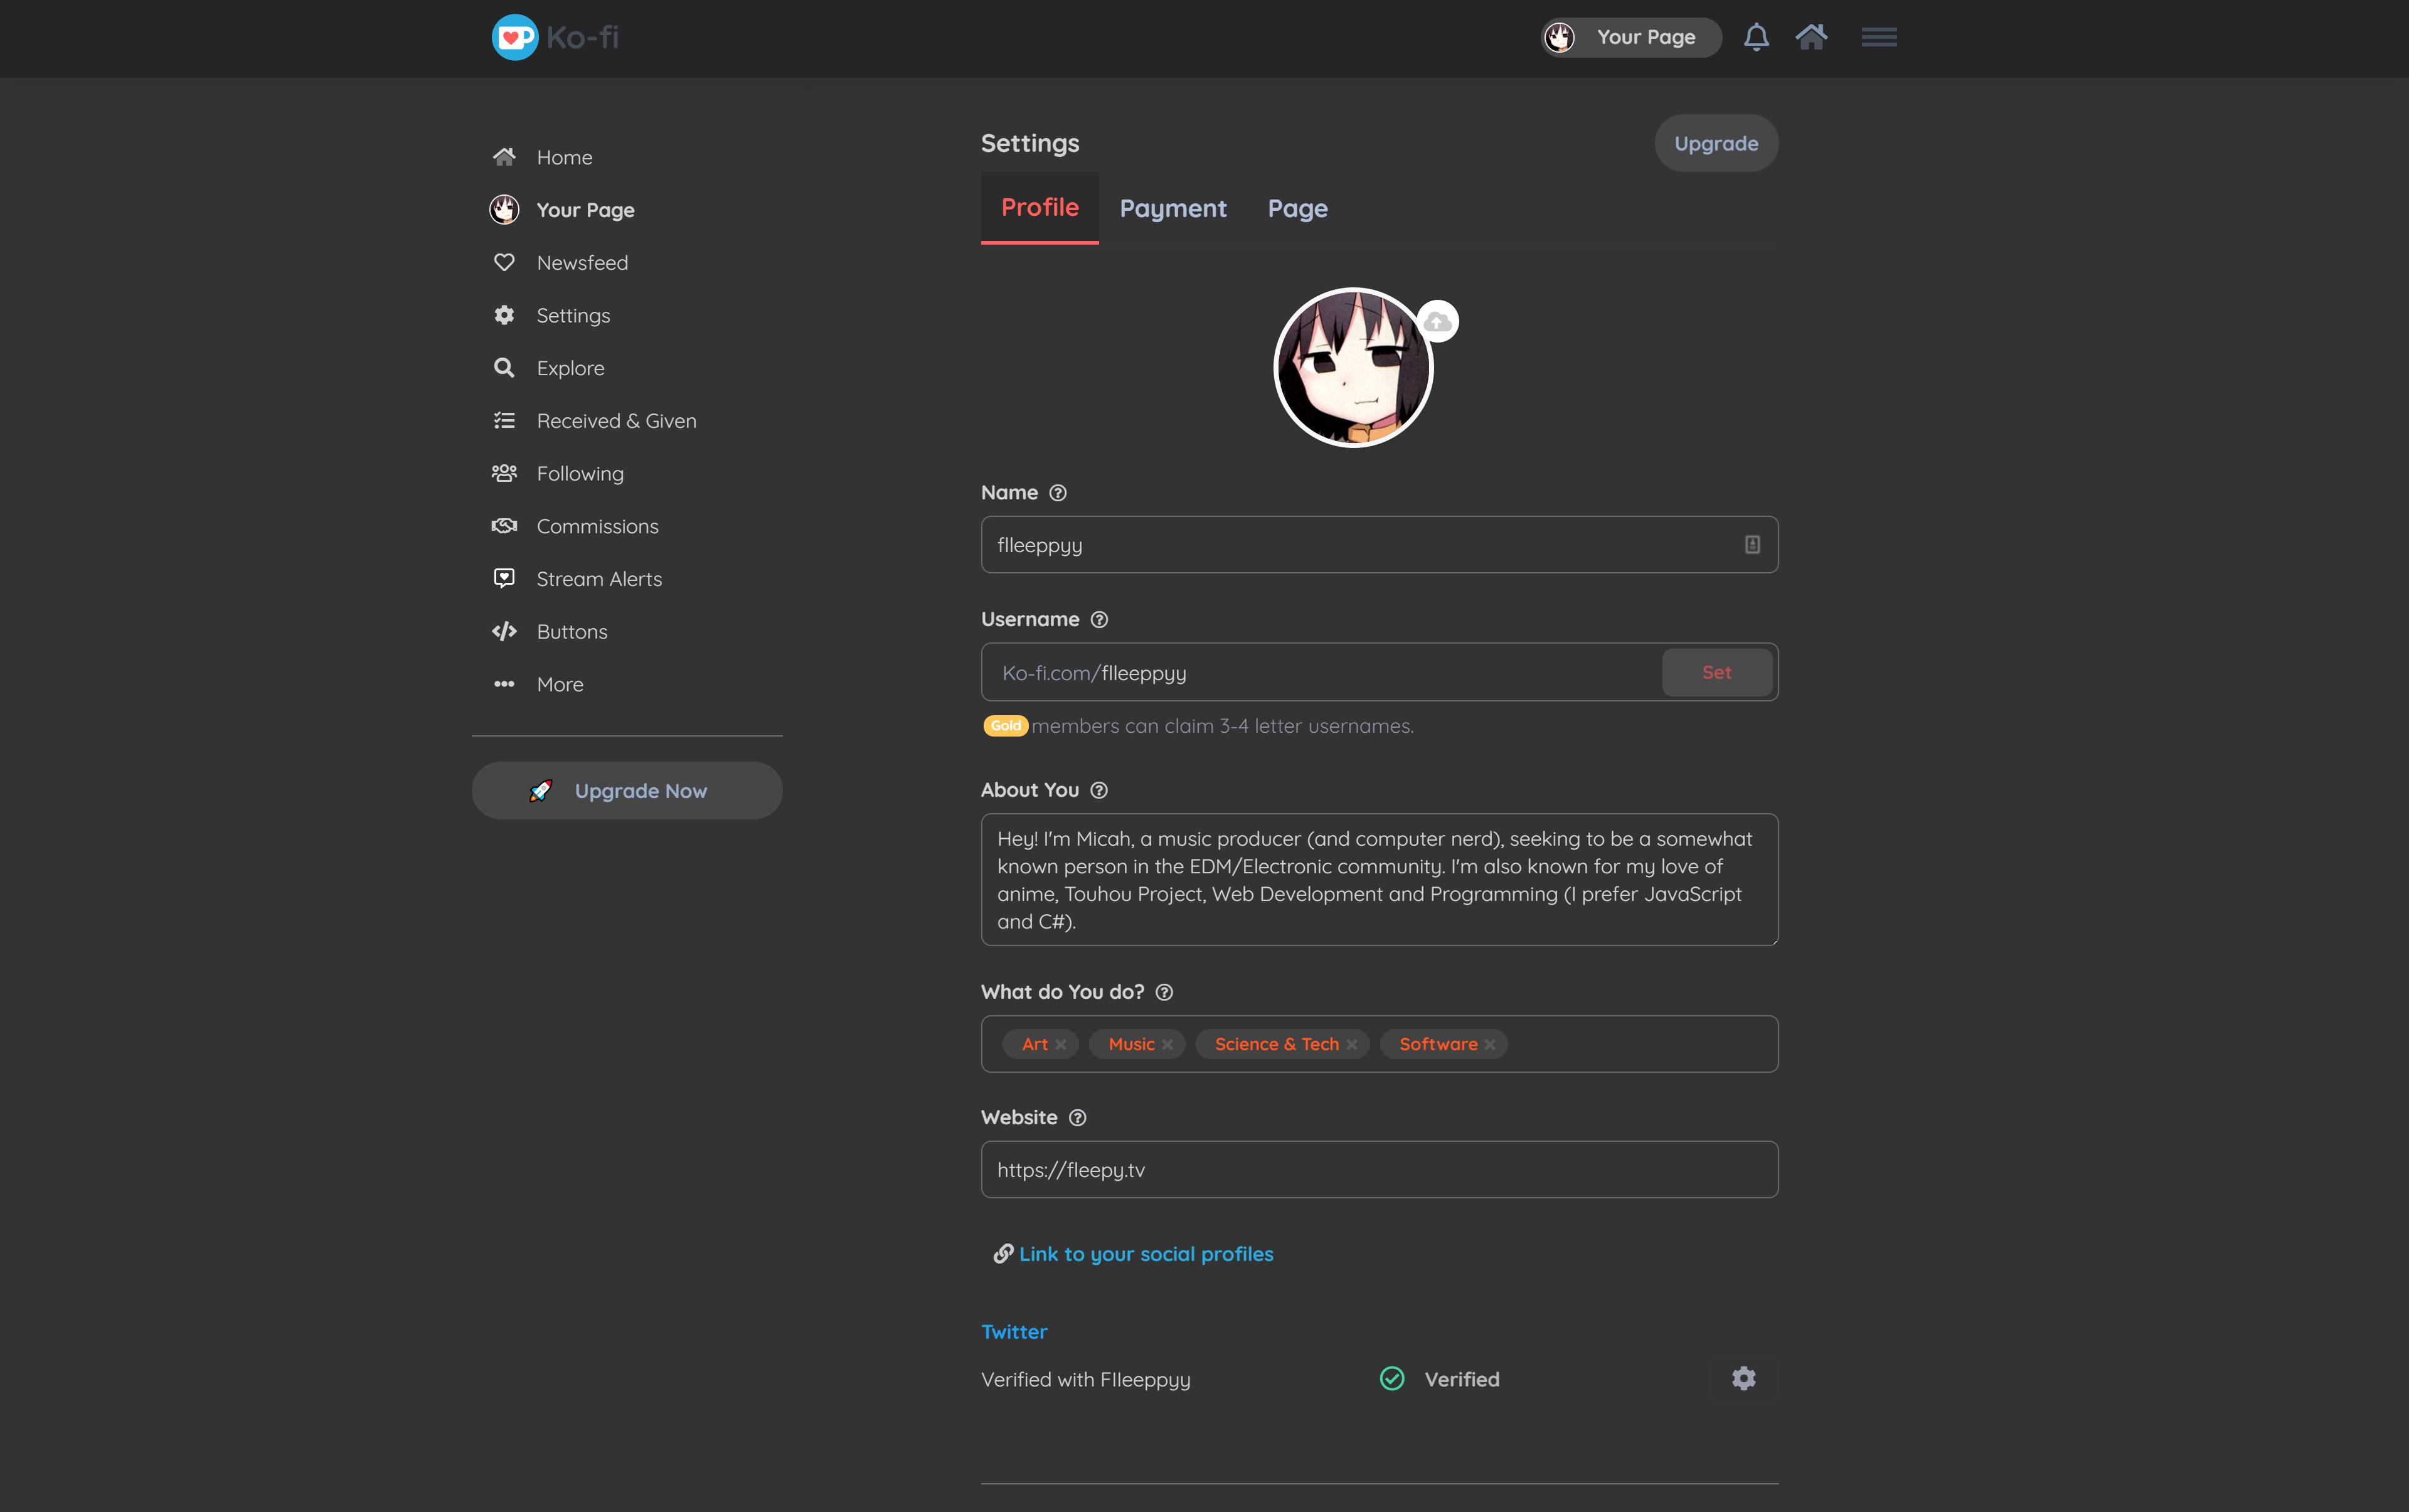 Ko-fi
Your Page
Home
Your Page
Newsfeed
Settings
Explore
Received & Given
Following
Commissions
Stream Alerts
Buttons
More
Upgrade Now
Settings
Upgrade
Profile
Payment
Page
Name
flleeppyy
Username
Ko-fi.com/flleeppyy
Set
Gold members can claim 3-4 letter usernames.
About You
Hey! I'm Micah, a music producer (and computer nerd), seeking to be a somewhat
known person in the EDM/Electronic community. I'm also known for my love of
anime, Touhou Project, Web Development and Programming (I prefer JavaScript
and C#).
What do You do?
Art
Music
Science & Tech
Software
Website
https://fleepy.tv
Link to your social profiles
Twitter
Verified with Flleeppyy
Verified